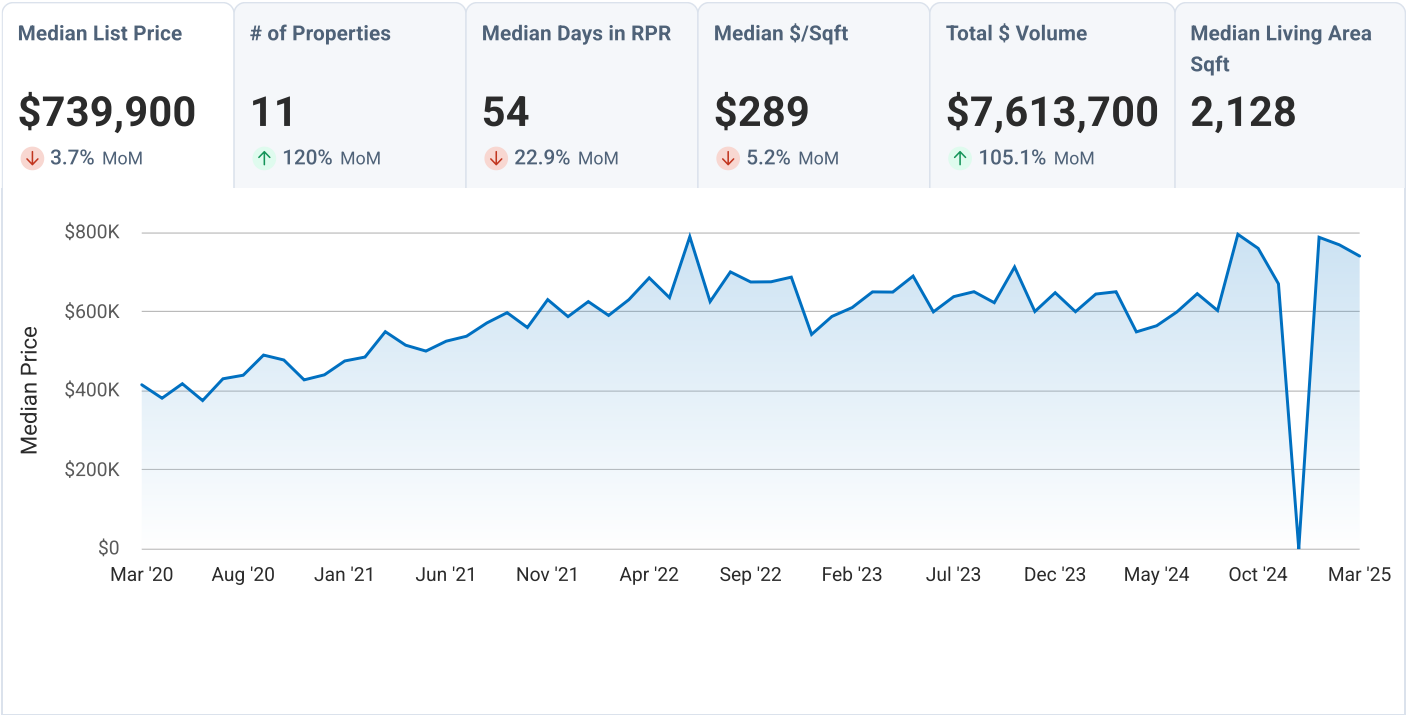 Median List Price
$739,900
3.7% MoM
# of Properties
11
120% MoM
Median Days in RPR
54
22.9% MoM
Median $/Sqft
$289
5.2% MoM
Total $ Volume
$7,613,700
105.1% MoM
Median Living Area
Sqft
2,128
Median Price
$800K
$600K
$400K
$200K
$0
Mar '20 Aug '20 Jan '21 Jun '21 Nov '21 Apr '22 Sep '22 Feb '23 Jul '23 Dec '23 May '24 Oct '24 Mar '25